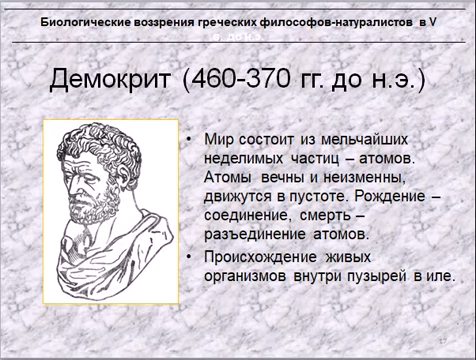 Биологические воззрения греческих философов-натуралистов в V
в. до н.э.
Демокрит (460-370 гг. до н.э.)
• Мир состоит из мельчайших
неделимых частиц – атомов.
Атомы вечны и неизменны,
движутся в пустоте. Рождение –
соединение, смерть –
разъединение атомов.
• Происхождение живых
организмов внутри пузырей в иле.
17